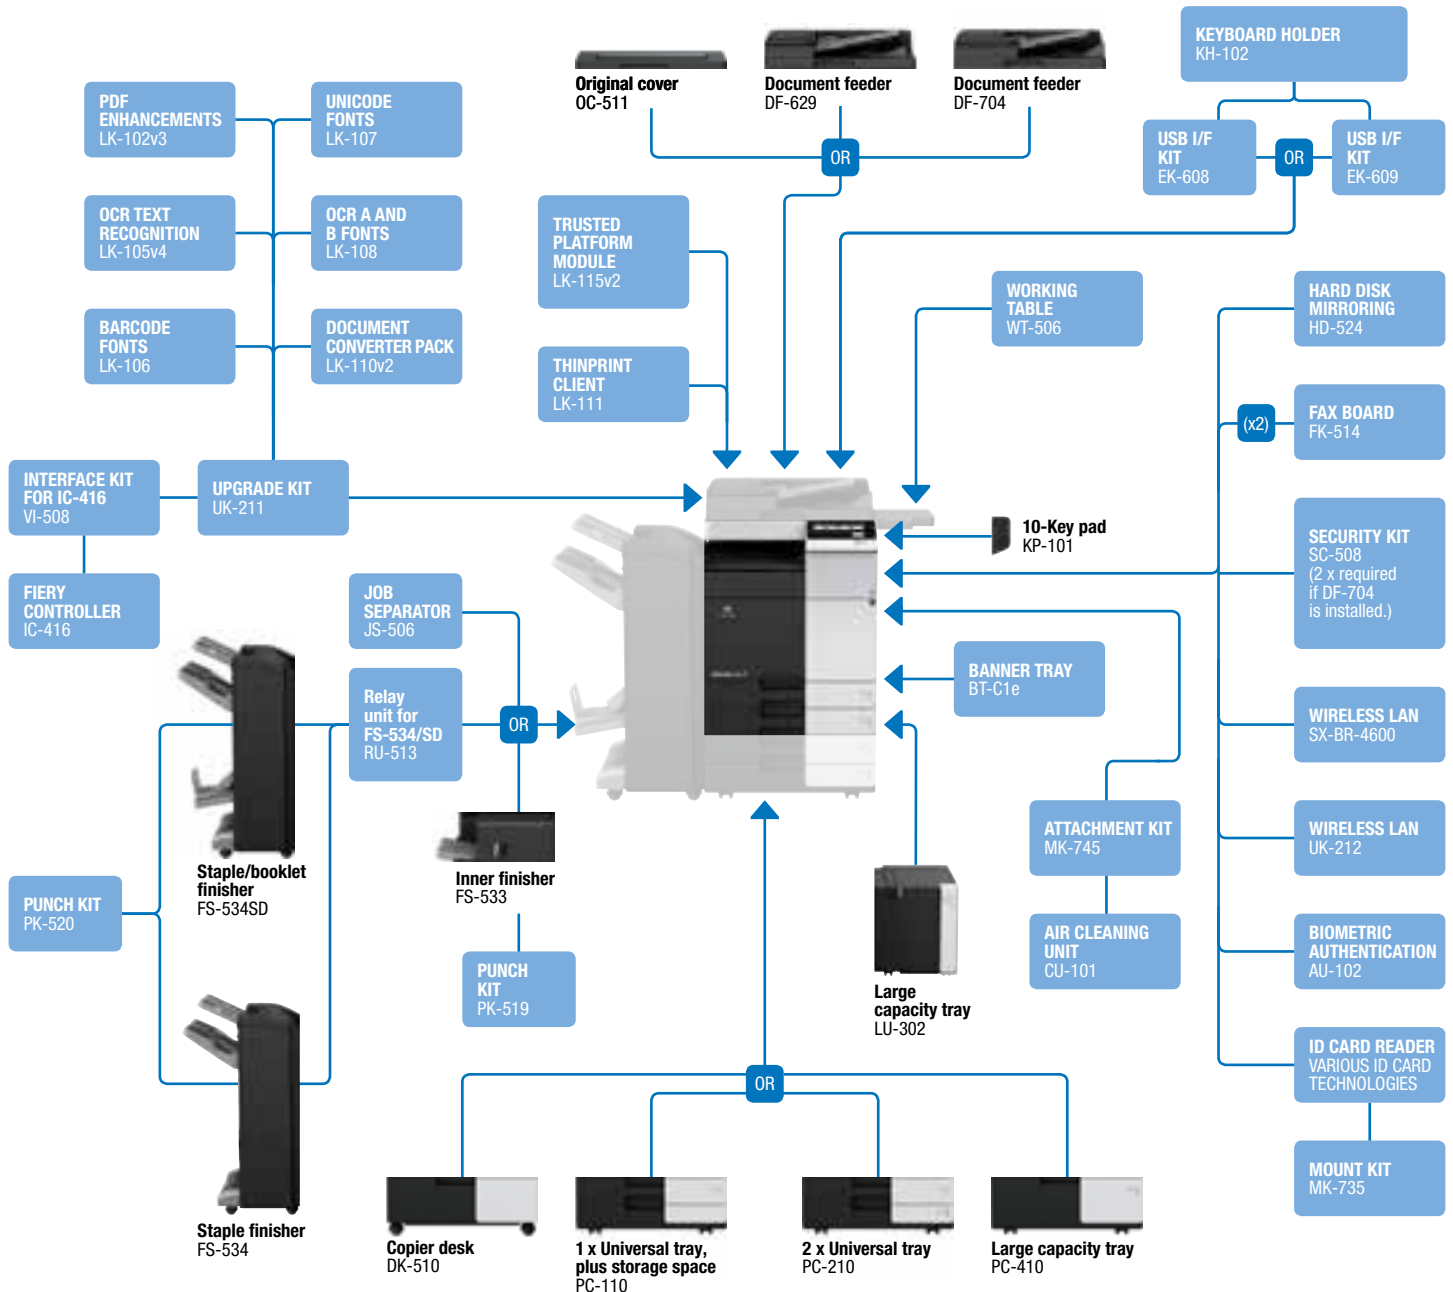 KEYBOARD HOLDER
KH-102
Original cover
OC-511
Document feeder
DF-629
Document feeder
DF-704
PDF
ENHANCEMENTS
LK-102v3
UNICODE
FONTS
LK-107
USB I/F
KIT
EK-608
OR
USB I/F
KIT
EK-609
OR
OCR TEXT
RECOGNITION
LK-105v4
OCR A AND
B FONTS
LK-108
TRUSTED
PLATFORM
MODULE
LK-115v2
WORKING
TABLE
WT-506
HARD DISK
MIRRORING
HD-524
BARCODE
FONTS
LK-106
DOCUMENT
CONVERTER PACK
LK-110v2
THINPRINT
CLIENT
LK-111
(x2)
FAX BOARD
FK-514
INTERFACE KIT
FOR IC-416
VI-508
UPGRADE KIT
UK-211
10-Key pad
KP-101
SECURITY KIT
SC-508
(2 x required
if DF-704
is installed.)
FIERY
CONTROLLER
IC-416
JOB
SEPARATOR
JS-506
BANNER TRAY
BT-C1e
Relay
unit for
FS-534/SD
RU-513
OR
WIRELESS LAN
SX-BR-4600
ATTACHMENT KIT
MK-745
WIRELESS LAN
UK-212
Staple/booklet
finisher
FS-534SD
Inner finisher
FS-533
PUNCH KIT
PK-520
AIR CLEANING
UNIT
CU-101
BIOMETRIC
AUTHENTICATION
AU-102
PUNCH
KIT
PK-519
Large
capacity tray
LU-302
ID CARD READER
VARIOUS ID CARD
TECHNOLOGIES
OR
MOUNT KIT
MK-735
Staple finisher
FS-534
Copier desk
DK-510
1 x Universal tray,
plus storage space
PC-110
2 x Universal tray
PC-210
Large capacity tray
PC-410